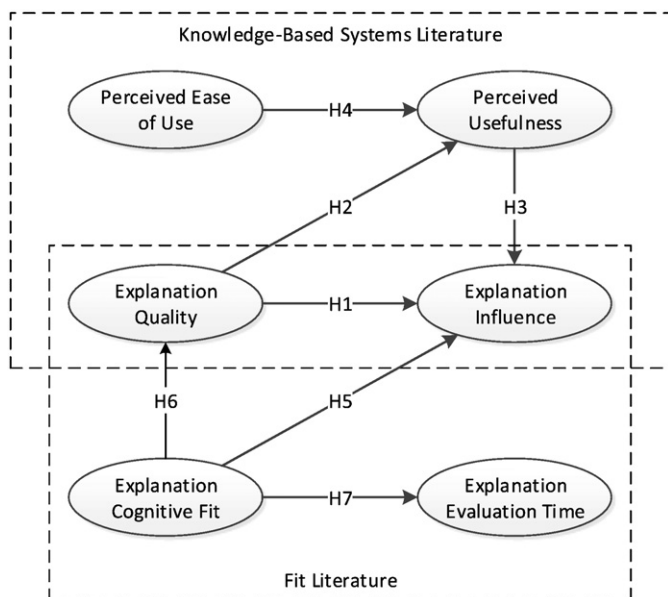 Knowledge-Based Systems Literature
Perceived Ease
of Use
H4
Perceived
Usefulness
H2
H3
Explanation
Quality
H1
Explanation
Influence
H6
H5
Explanation
Cognitive Fit
H7
Explanation
Evaluation Time
Fit Literature